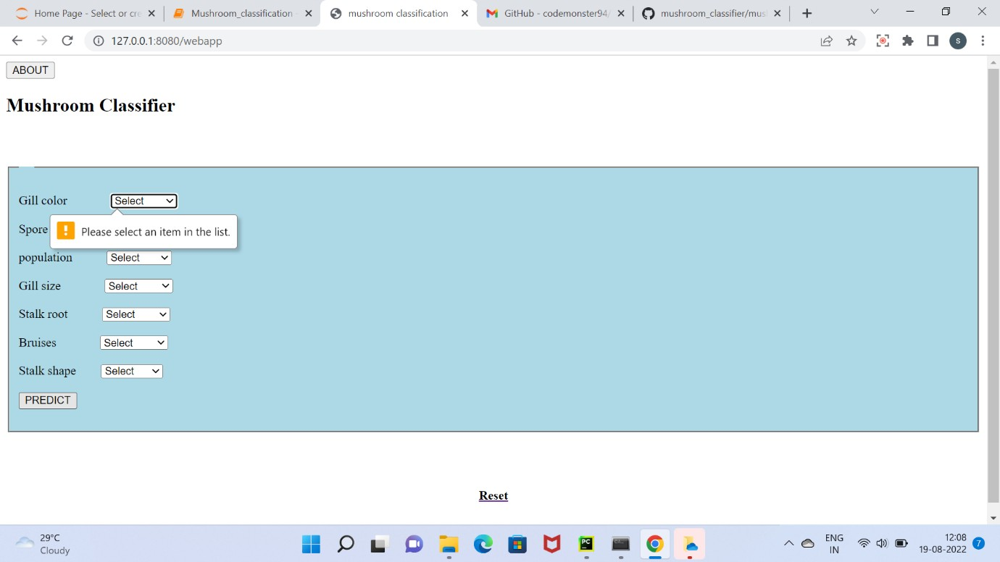 Home Page - Select or cre
Mushroom_classification
mushroom classification
GitHub - codemonster94/
mushroom_classifier/mus
127.0.0.1:8080/webapp
S
ABOUT
Mushroom Classifier
Gill color Select
Please select an item in the list.
Spore
population Select
Gill size Select
Stalk root Select
Bruises Select
Stalk shape Select
PREDICT
Reset
29°C
Cloudy
PC
ENG
IN
12:08
19-08-2022
7